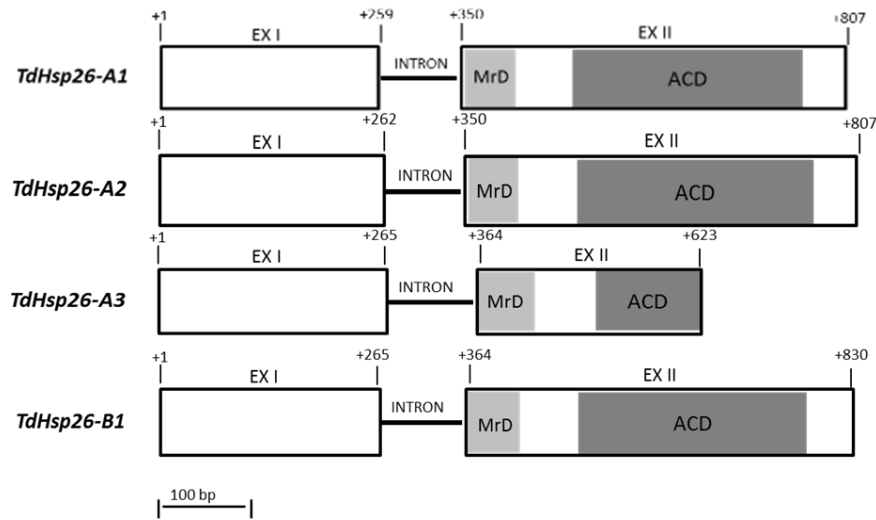 +1 +259 +350 +807
EX I EX II
TdHsp26-A1 INTRON MrD ACD
+1 +262 +350 +807
EX I EX II
TdHsp26-A2 INTRON MrD ACD
+1 +265 +364 +623
EX I EX II
TdHsp26-A3 INTRON MrD ACD
+1 +265 +364 +830
EX I EX II
TdHsp26-B1 INTRON MrD ACD
100 bp